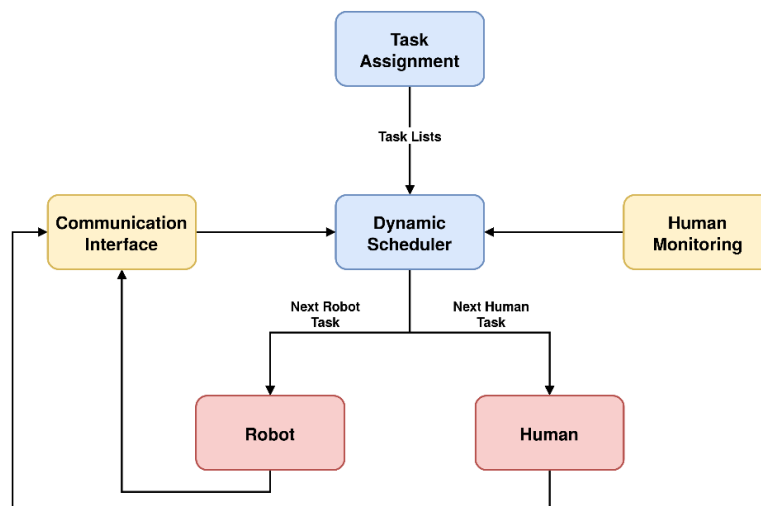 Task
Assignment
Task Lists
Communication
Interface
Dynamic
Scheduler
Human
Monitoring
Next Robot
Task
Next Human
Task
Robot
Human